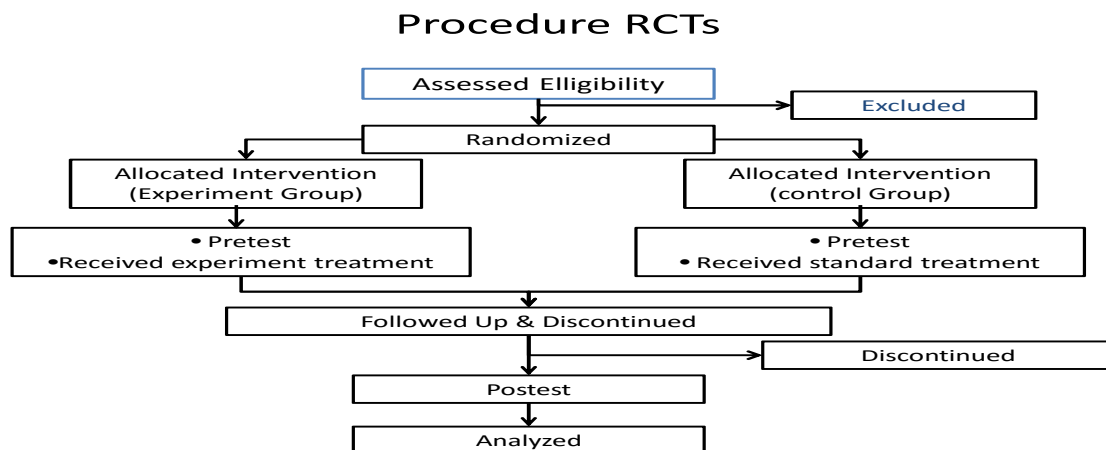 Procedure RCTs
Assessed Elligibility
Excluded
Randomized
Allocated Intervention
(Experiment Group)
Allocated Intervention
(control Group)
• Pretest
•Received experiment treatment
• Pretest
• Received standard treatment
Followed Up & Discontinued
Discontinued
Postest
Analyzed